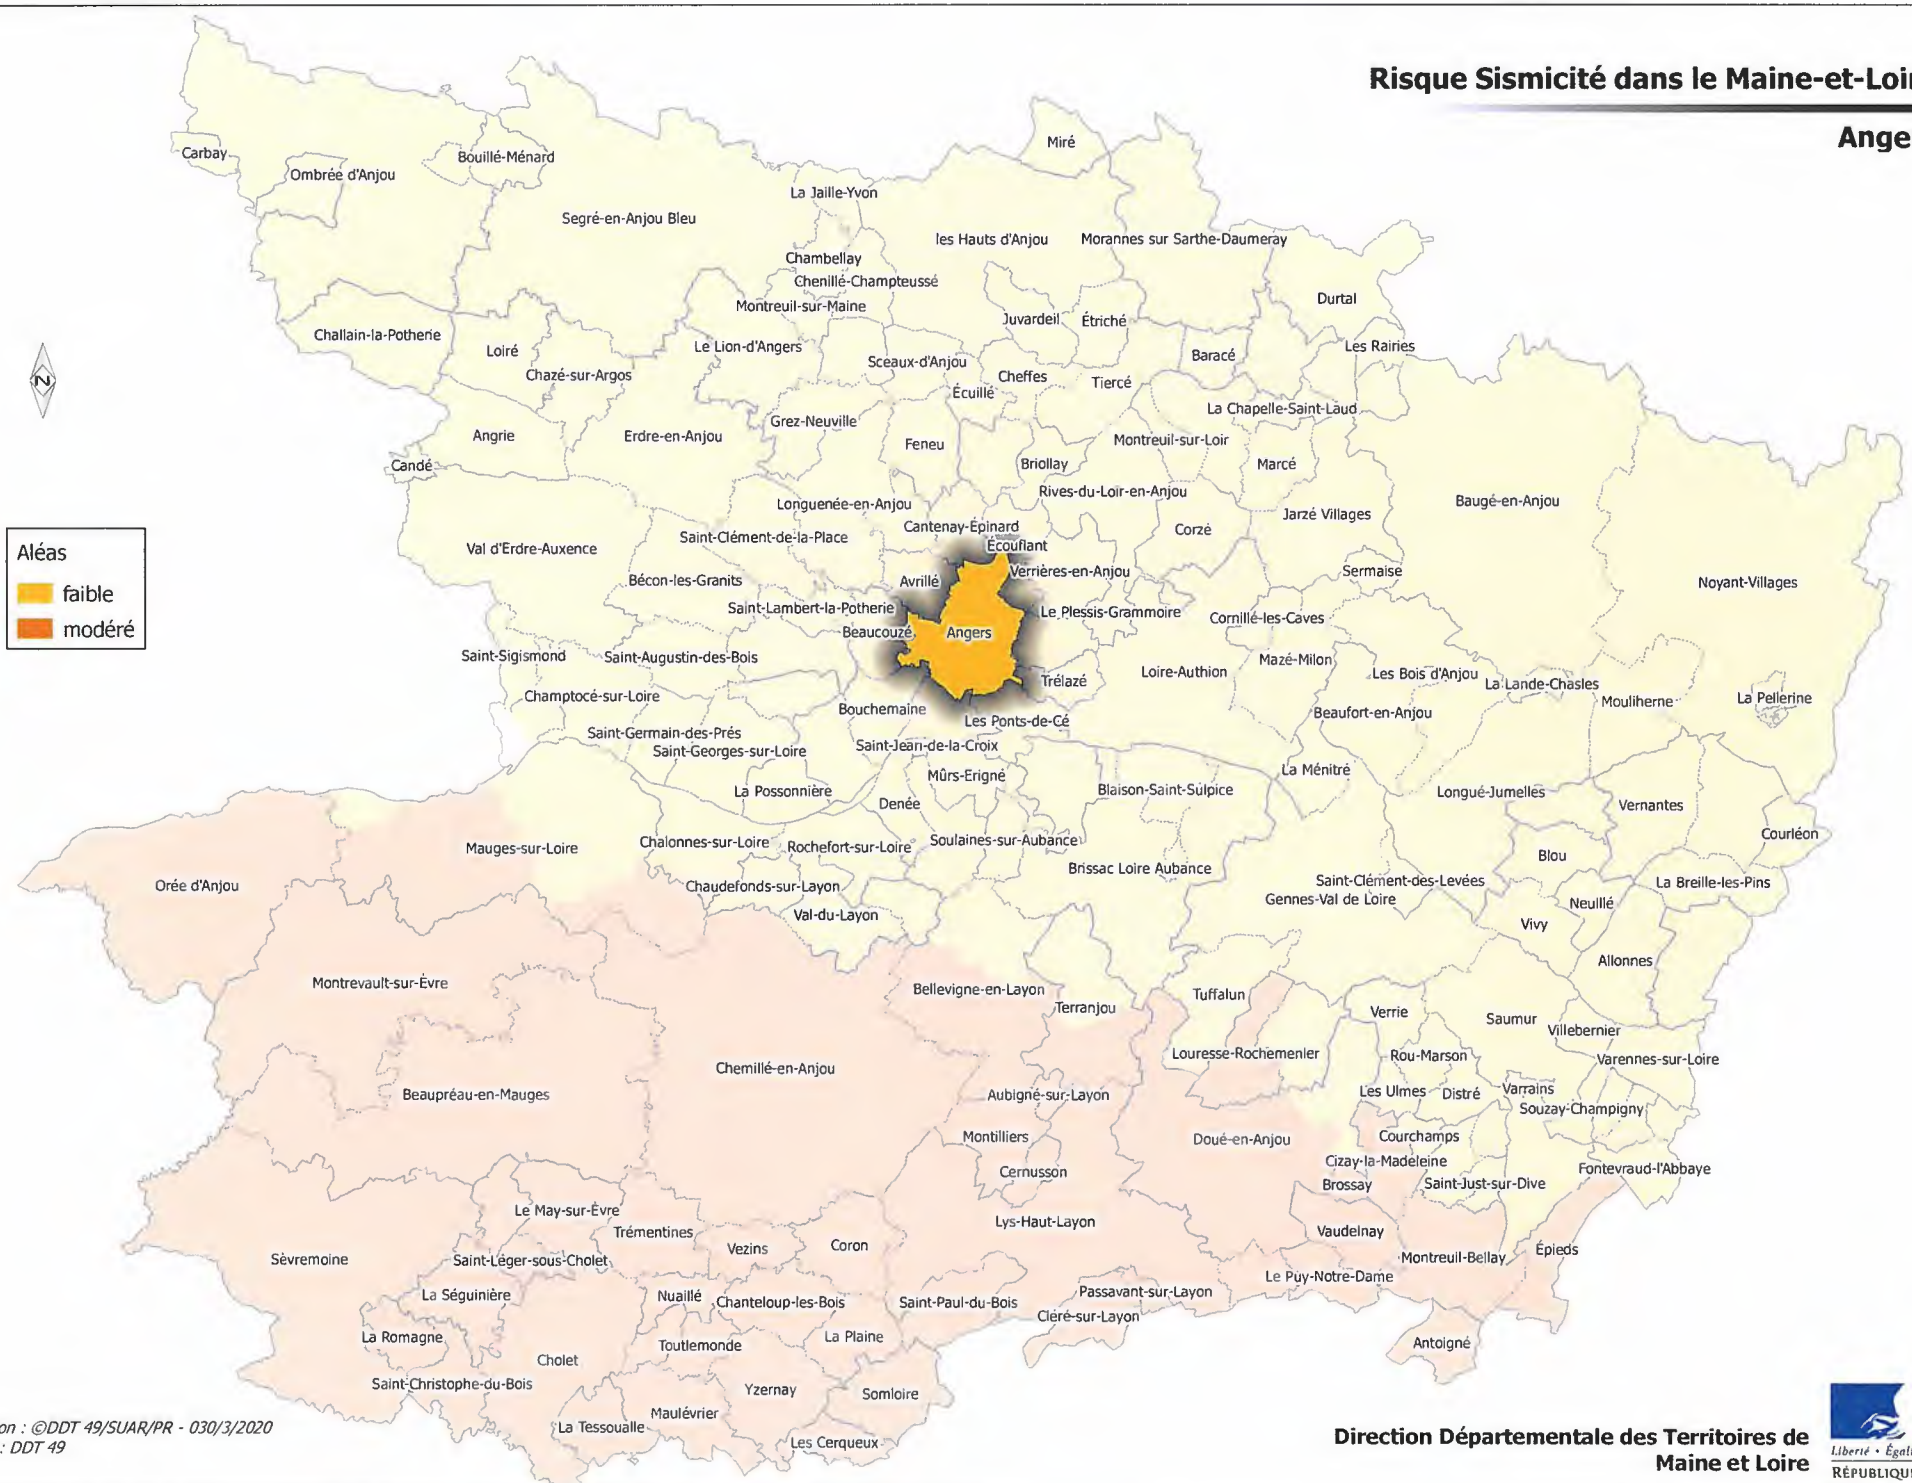 Risque Sismicité dans le Maine-et-Loir
Ange
Miré
Carbay
Bouillé-Ménard
Ombrée d'Anjou
La Jaille-Yvon
Segré-en-Anjou Bleu
les Hauts d'Anjou
Morannes sur Sarthe-Daumeray
Chambellay
Chenillé-Champteussé
Durtal
Montreuil-sur-Maine
Juvardeil
Étriché
Challain-la-Potherie
Loiré
Le Lion-d'Angers
Les Rairies
Baracé
Sceaux-d'Anjou
Chazé-sur-Argos
Cheffes
Tiercé
Écuillé
La Chapelle-Saint-Laud
Grez-Neuville
Angrie
Erdre-en-Anjou
Feneu
Montreuil-sur-Loir
Candé
Briollay
Marcé
Rives-du-Loir-en-Anjou
Baugé-en-Anjou
Longuenée-en-Anjou
Jarzé Villages
Cantenay-Épinard
Corzé
Saint-Clément-de-la-Place
Écouflant
Val d'Erdre-Auxence
Aléas
faible
modéré
Verrières-en-Anjou
Sermaise
Bécon-les-Granits
Avrillé
Noyant-Villages
Saint-Lambert-la-Potherie
Le Plessis-Grammoire
Cornillé-les-Caves
Beaucouzé
Angers
Saint-Sigismond
Saint-Augustin-des-Bois
Mazé-Milon
Loire-Authion
Les Bois d'Anjou
Trélazé
La Lande-Chasles
Champtocé-sur-Loire
Mouliherne
La Pellerine
Bouchemaine
Beaufort-en-Anjou
Les Ponts-de-Cé
Saint-Germain-des-Prés
Saint-Georges-sur-Loire
Saint-Jean-de-la-Croix
Mûrs-Erigné
La Ménitré
La Possonnière
Blaison-Saint-Sulpice
Longué-Jumelles
Denée
Vernantes
Courléon
Chalonnes-sur-Loire
Rochefort-sur-Loire
Soulaines-sur-Aubance
Mauges-sur-Loire
Blou
Brissac Loire Aubance
Orée d'Anjou
Chaudefonds-sur-Layon
Saint-Clément-des-Levées
La Breille-les-Pins
Gennes-Val de Loire
Neuillé
Val-du-Layon
Vivy
Allonnes
Montrevault-sur-Èvre
Bellevigne-en-Layon
Tuffalun
Terranjou
Verrie
Saumur
Villebernier
Louresse-Rochemenier
Rou-Marson
Varennes-sur-Loire
Chemillé-en-Anjou
Beaupréau-en-Mauges
Aubigné-sur-Layon
Les Ulmes
Distré
Varrains
Souzay-Champigny
Montilliers
Doué-en-Anjou
Courchamps
Cizay-la-Madeleine
Fontevraud-l'Abbaye
Cernusson
Brossay
Saint-Just-sur-Dive
Le May-sur-Èvre
Lys-Haut-Layon
Trémentines
Vaudelnay
Vezins
Coron
Épieds
Sèvremoine
Saint-Léger-sous-Cholet
Montreuil-Bellay
Le Puy-Notre-Dame
La Séguinière
Nuaillé
Chanteloup-les-Bois
Saint-Paul-du-Bois
Passavant-sur-Layon
Cléré-sur-Layon
La Romagne
La Plaine
Toutlemonde
Antoigné
Cholet
Saint-Christophe-du-Bois
Yzernay
Somloire
Maulévrier
La Tessoualle
Les Cerqueux
on : ©DDT 49/SUAR/PR - 030/3/2020
: DDT 49
Direction Départementale des Territoires de
Maine et Loire
Liberté • Égali
RÉPUBLIQU
N